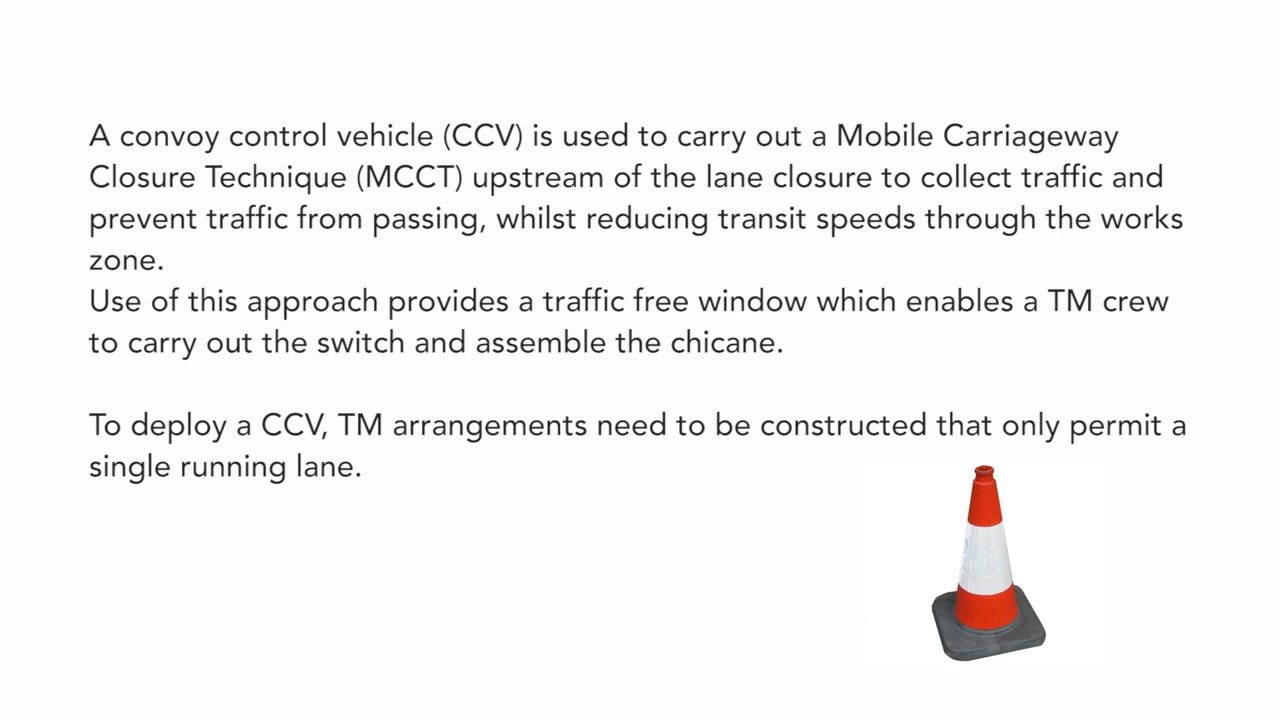 A convoy control vehicle (CCV) is used to carry out a Mobile Carriageway
Closure Technique (MCCT) upstream of the lane closure to collect traffic and
prevent traffic from passing, whilst reducing transit speeds through the works
zone.
Use of this approach provides a traffic free window which enables a TM crew
to carry out the switch and assemble the chicane.
To deploy a CCV, TM arrangements need to be constructed that only permit a
single running lane.